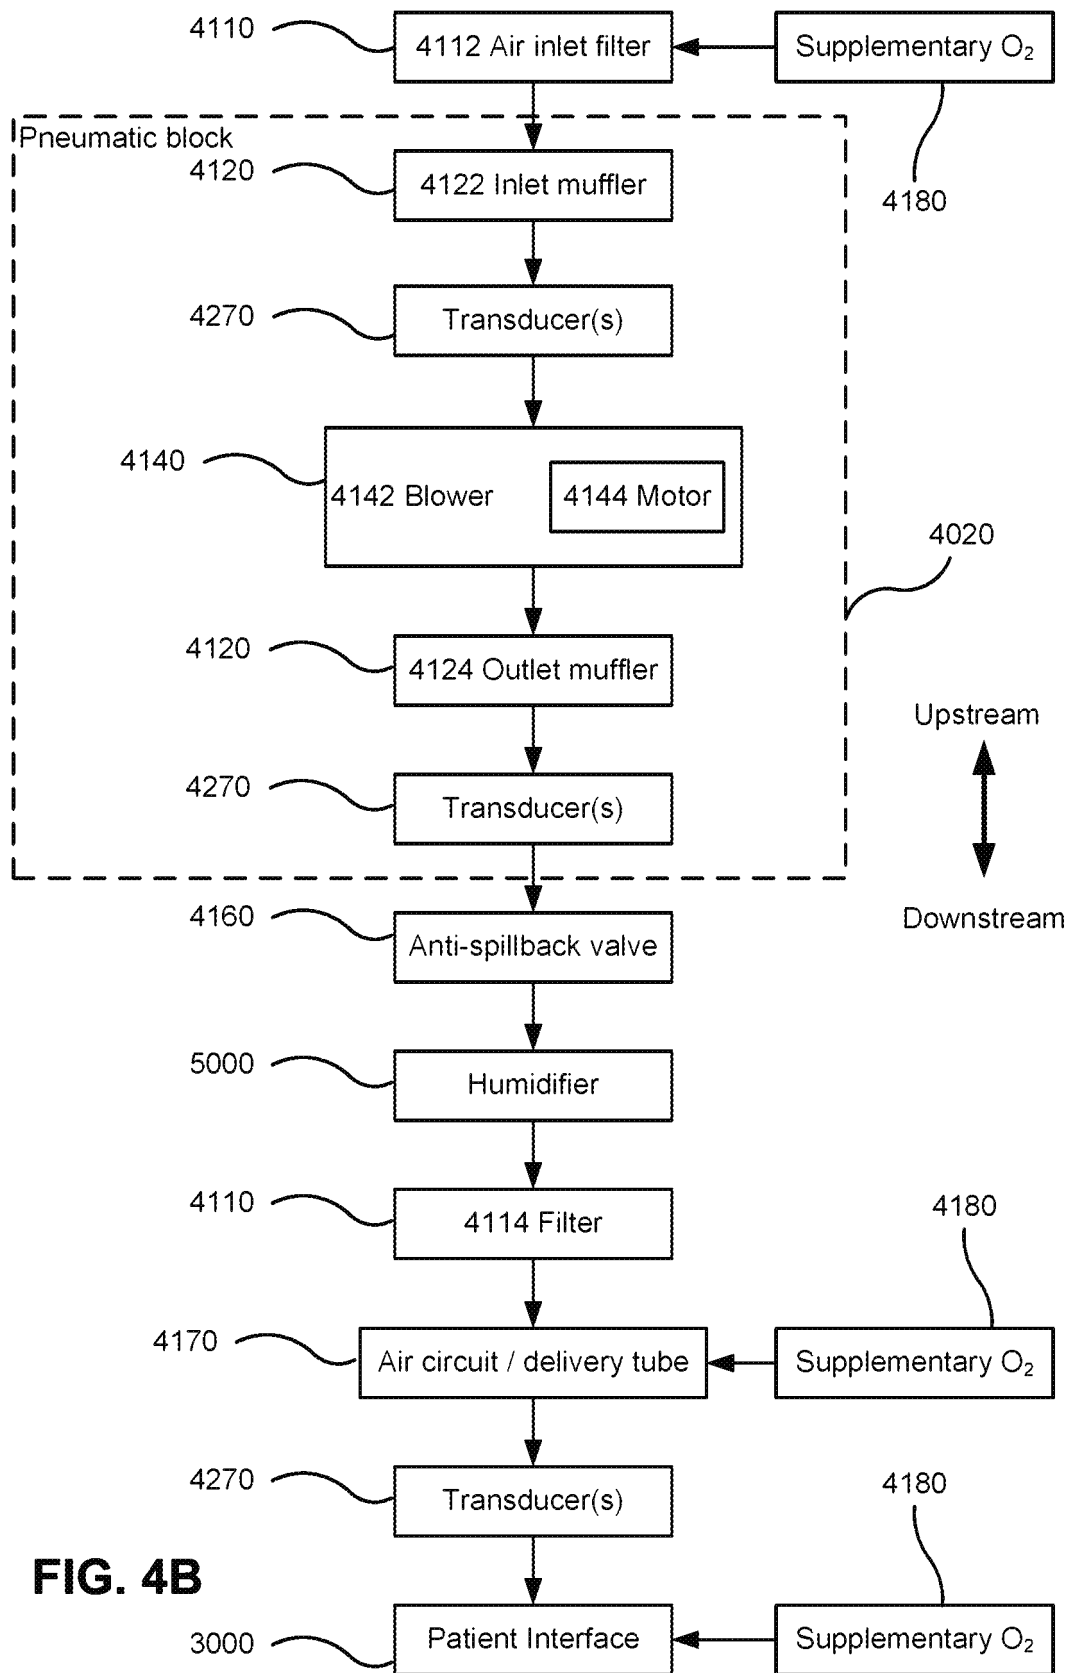 4110
4112 Air inlet filter
Supplementary O₂
Pneumatic block
4120
4122 Inlet muffler
4180
4270
Transducer(s)
4140
4142 Blower
4144 Motor
4020
4120
4124 Outlet muffler
Upstream
4270
Transducer(s)
4160
Anti-spillback valve
Downstream
5000
Humidifier
4110
4114 Filter
4180
4170
Air circuit / delivery tube
Supplementary O₂
4270
Transducer(s)
4180
FIG. 4B
3000
Patient Interface
Supplementary O₂